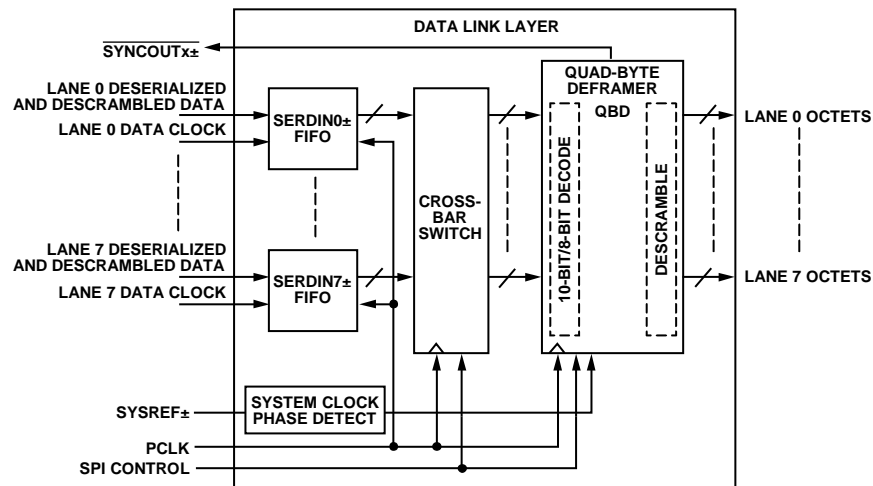 DATA LINK LAYER
SYNCOUTx±
LANE 0 DESERIALIZED
AND DESCRAMBLED DATA
LANE 0 DATA CLOCK
SERDIN0±
FIFO
QUAD-BYTE
DEFRAMER
QBD
10-BIT/8-BIT DECODE
DESCRAMBLE
LANE 0 OCTETS
CROSS-
BAR
SWITCH
LANE 7 DESERIALIZED
AND DESCRAMBLED DATA
LANE 7 DATA CLOCK
SERDIN7±
FIFO
LANE 7 OCTETS
SYSREF±
SYSTEM CLOCK
PHASE DETECT
PCLK
SPI CONTROL